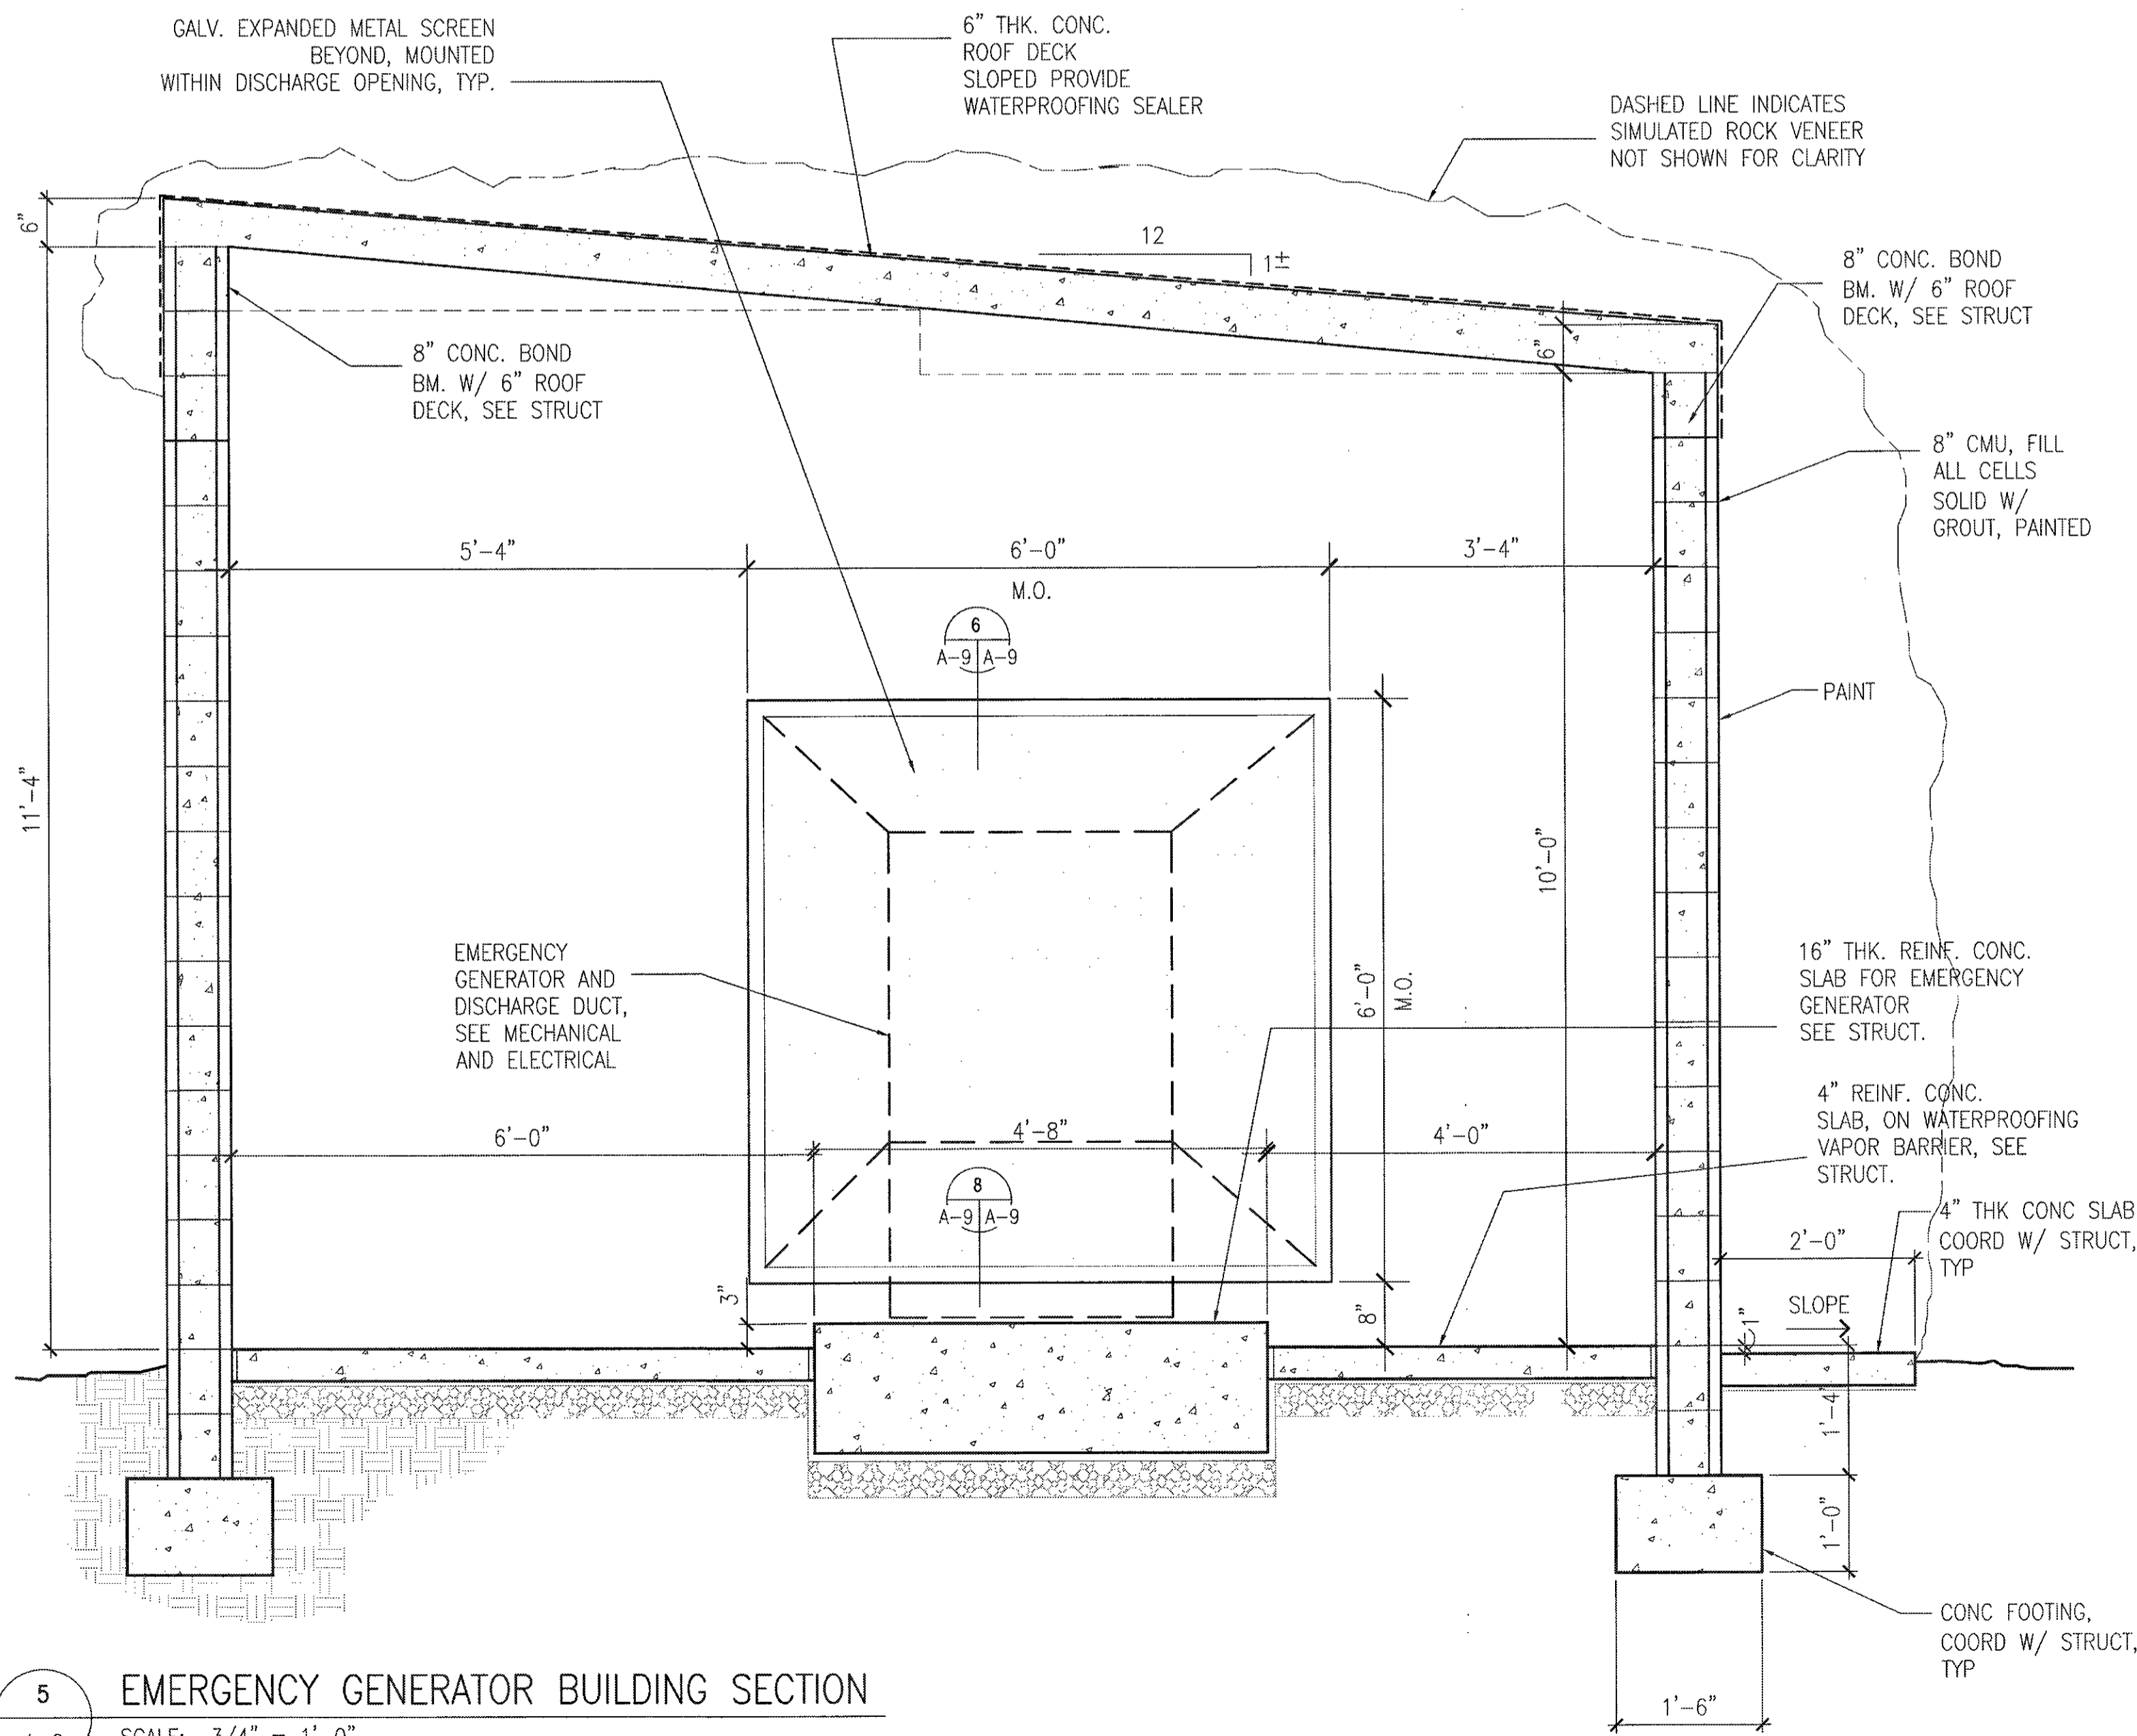 GALV. EXPANDED METAL SCREEN
BEYOND, MOUNTED
WITHIN DISCHARGE OPENING, TYP.
6" THK. CONC.
ROOF DECK
SLOPED PROVIDE
WATERPROOFING SEALER
DASHED LINE INDICATES
SIMULATED ROCK VENEER
NOT SHOWN FOR CLARITY
6"
12
1±
8" CONC. BOND
BM. W/ 6" ROOF
DECK, SEE STRUCT
8" CONC. BOND
BM. W/ 6" ROOF
DECK, SEE STRUCT
6"
8" CMU, FILL
ALL CELLS
SOLID W/
GROUT, PAINTED
5'-4"
6'-0"
M.O.
3'-4"
6
A-9 A-9
PAINT
11'-4"
10'-0"
EMERGENCY
GENERATOR AND
DISCHARGE DUCT,
SEE MECHANICAL
AND ELECTRICAL
6'-0"
M.O.
16" THK. REINF. CONC.
SLAB FOR EMERGENCY
GENERATOR
SEE STRUCT.
4" REINF. CONC.
SLAB, ON WATERPROOFING
VAPOR BARRIER, SEE
STRUCT.
6'-0"
4'-8"
4'-0"
8
A-9 A-9
4" THK CONC SLAB
COORD W/ STRUCT,
TYP
2'-0"
3"
8"
1"
SLOPE
1'-4"
1'-0"
CONC FOOTING,
COORD W/ STRUCT,
TYP
1'-6"
5
EMERGENCY GENERATOR BUILDING SECTION
SCALE: 3/4" = 1'-0"